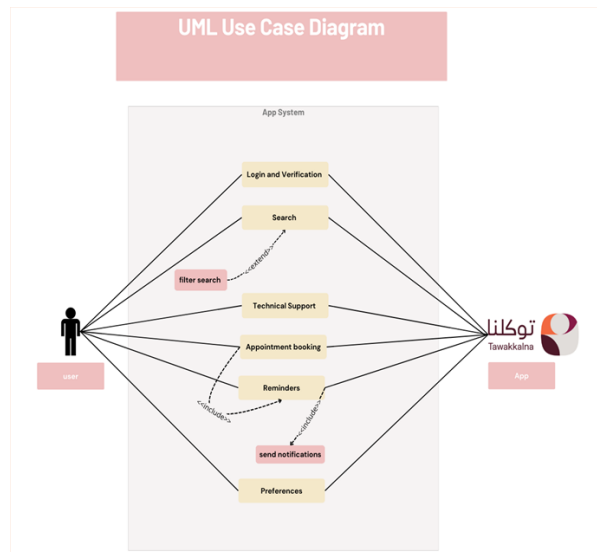 UML Use Case Diagram
App System
Login and Verification
Search
<<extend>>
filter search
Technical Support
توكلنا
Tawakkalna
Appointment booking
user
App
Reminders
<<include>>
<<include>>
send notifications
Preferences